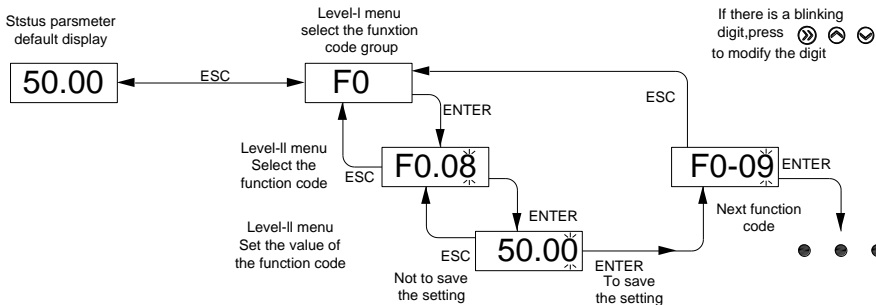 Ststus parsmeter
default display
50.00
ESC
Level-I menu
select the funxtion
code group
F0
ENTER
If there is a blinking
digit,press
to modify the digit
ESC
Level-II menu
Select the
function code
ESC
F0.08
ENTER
F0-09
ENTER
Next function
code
Level-II menu
Set the value of
the function code
ESC
50.00
Not to save
the setting
ENTER
To save
the setting